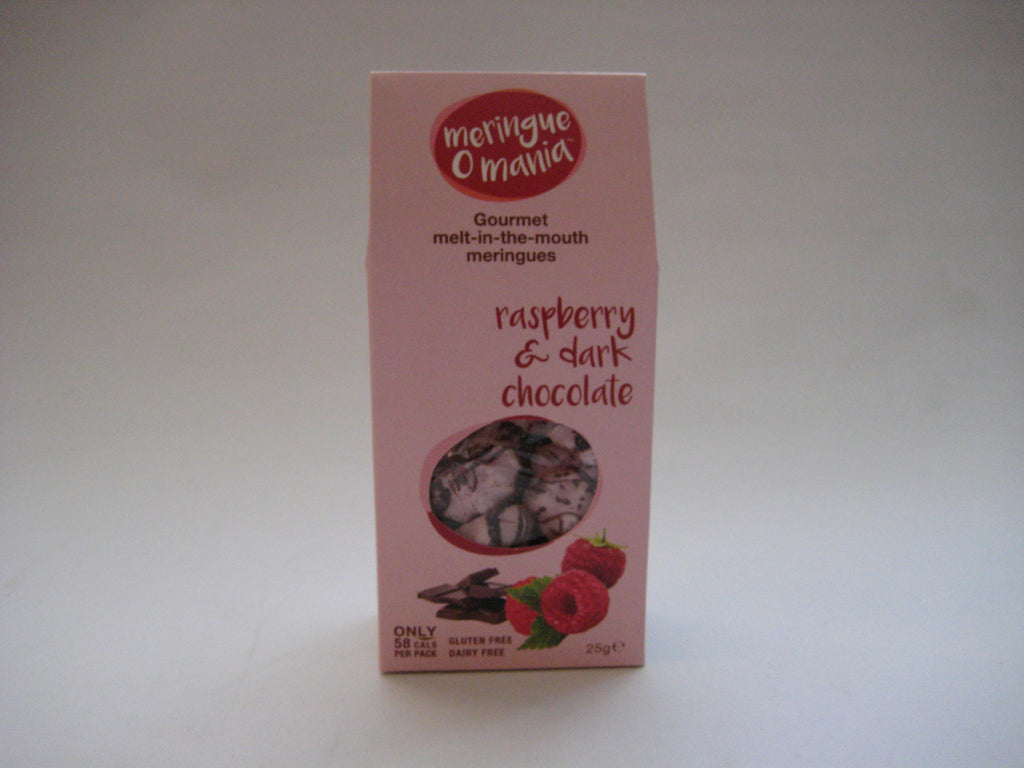 meringue
O mania™
Gourmet
melt-in-the-mouth
meringues
raspberry
& dark
chocolate
ONLY
58 CALS
PER PACK
GLUTEN FREE
DAIRY FREE
25g℮